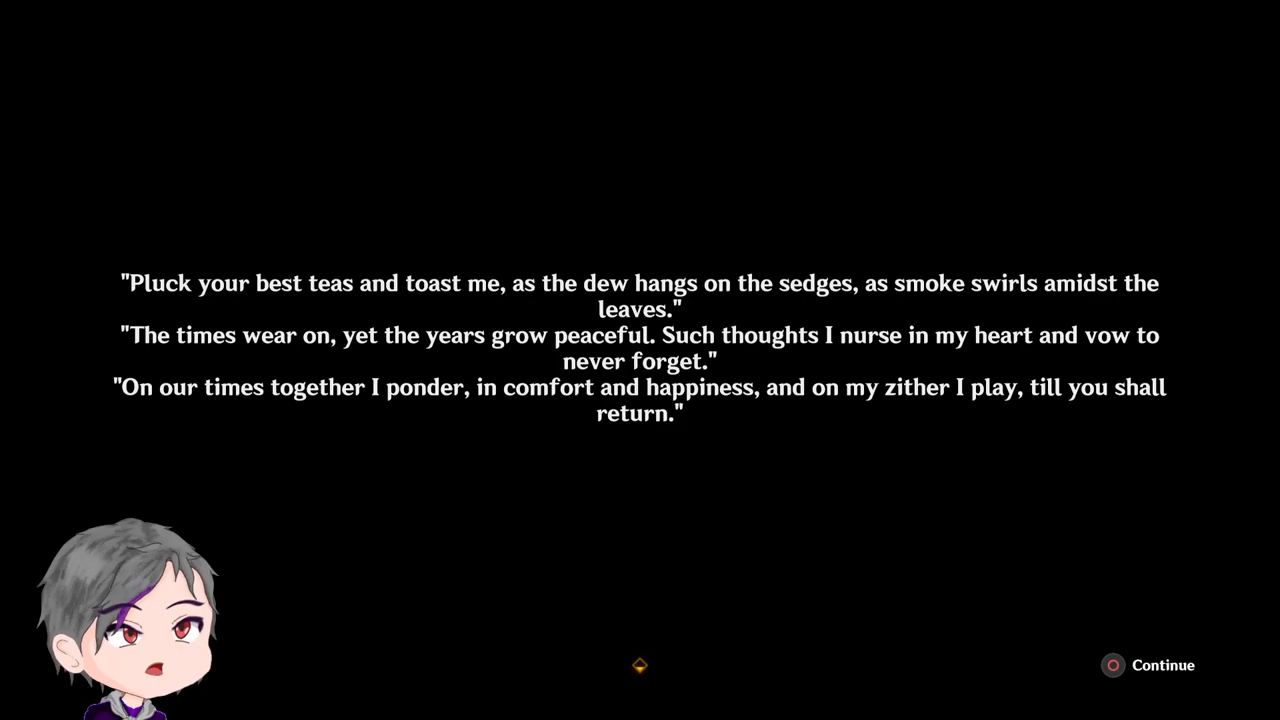 "Pluck your best teas and toast me, as the dew hangs on the sedges, as smoke swirls amidst the
leaves."
"The times wear on, yet the years grow peaceful. Such thoughts I nurse in my heart and vow to
never forget."
"On our times together I ponder, in comfort and happiness, and on my zither I play, till you shall
return."
Continue